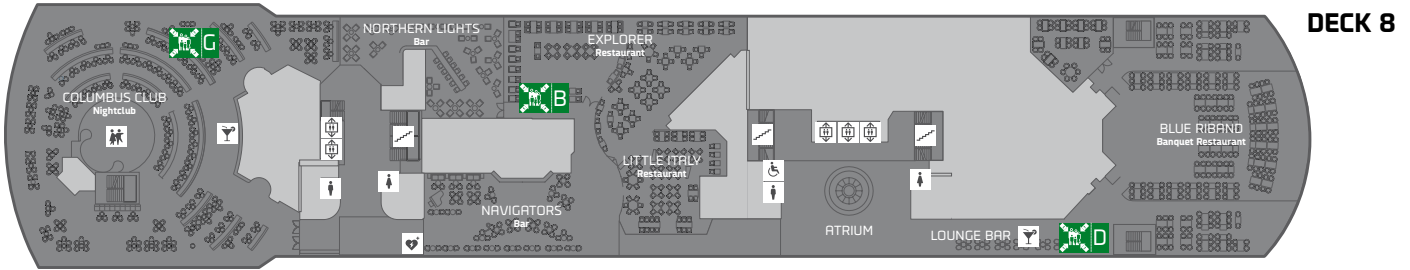 DECK 8
G
COLUMBUS CLUB
Nightclub
NORTHERN LIGHTS
Bar
EXPLORER
Restaurant
B
LITTLE ITALY
Restaurant
NAVIGATORS
Bar
ATRIUM
LOUNGE BAR
D
BLUE RIBAND
Banquet Restaurant